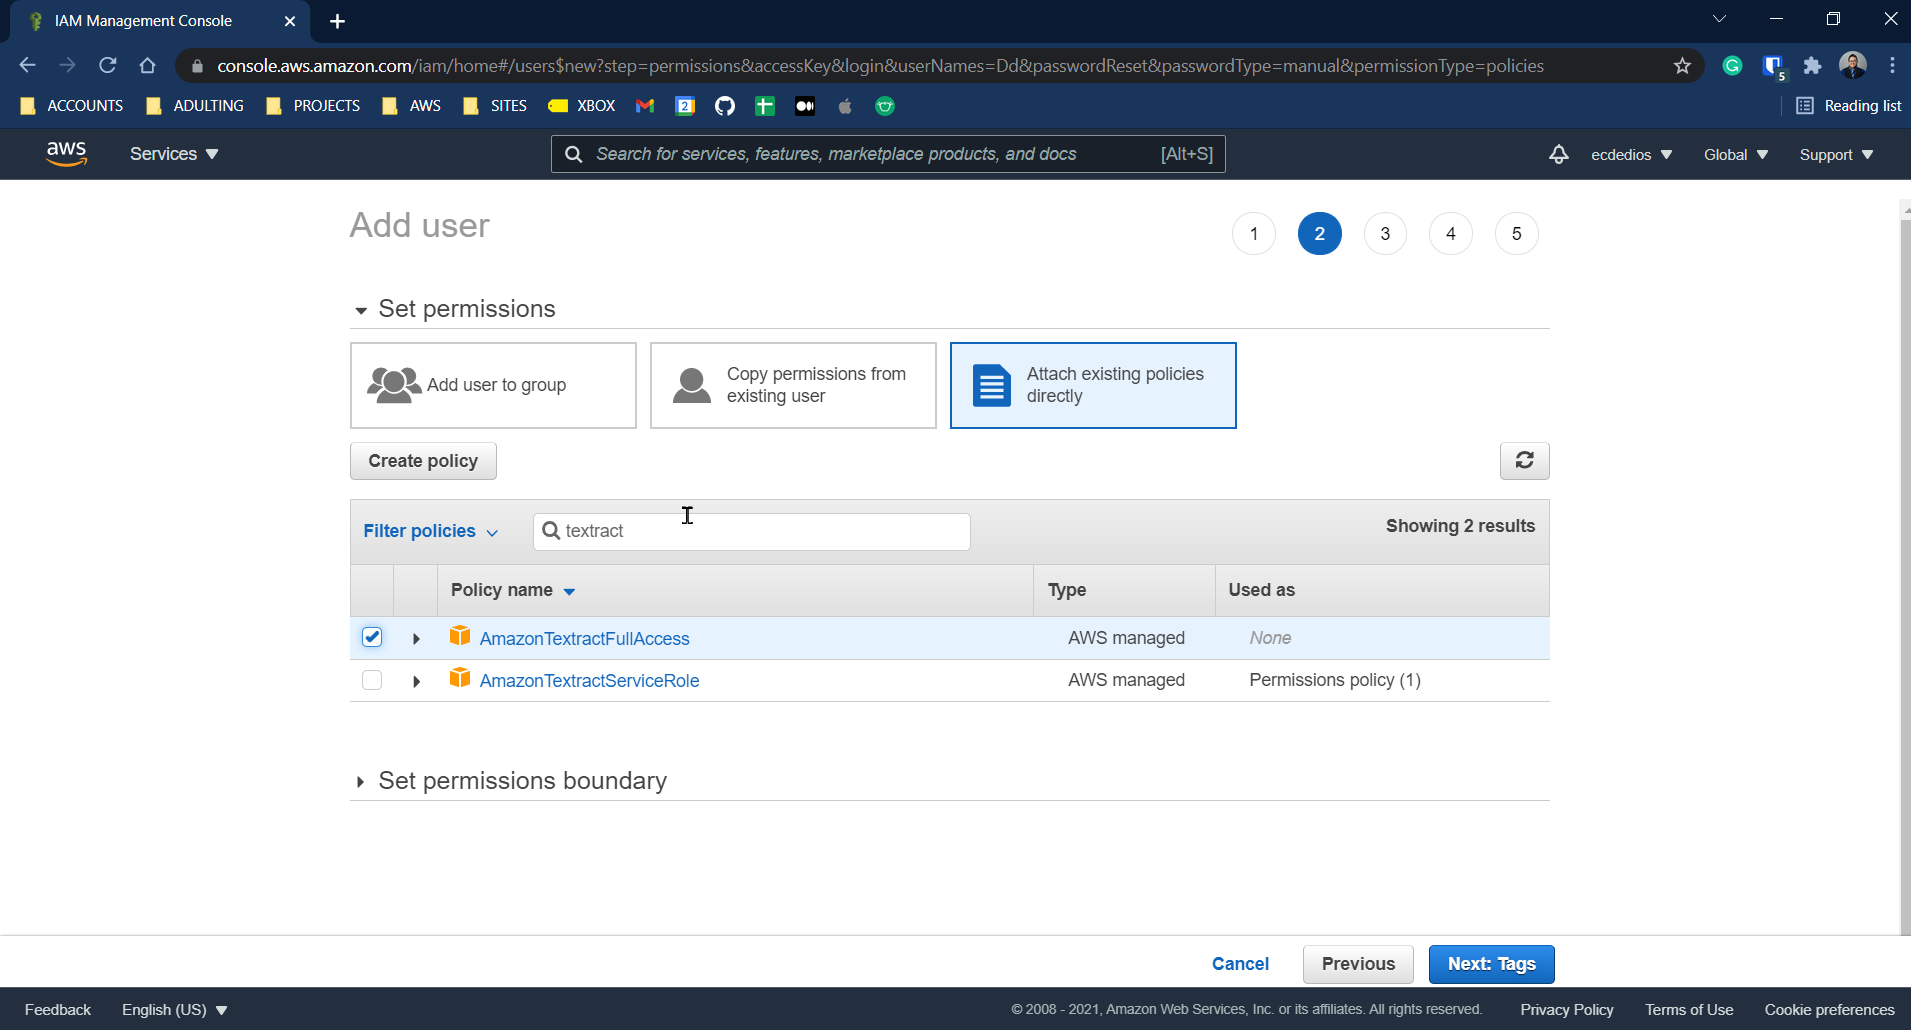 IAM Management Console
console.aws.amazon.com/iam/home#/users$new?step=permissions&accessKey&login&userNames=Dd&passwordReset&passwordType=manual&permissionType=policies
5
ACCOUNTS ADULTING PROJECTS AWS SITES XBOX 2 Reading list
aws Services Search for services, features, marketplace products, and docs [Alt+S] ecdedios Global Support
Add user
1 2 3 4 5
Set permissions
Add user to group
Copy permissions from
existing user
Attach existing policies
directly
Create policy
Filter policies textract Showing 2 results
Policy name Type Used as
AmazonTextractFullAccess AWS managed None
AmazonTextractServiceRole AWS managed Permissions policy (1)
Set permissions boundary
Cancel Previous Next: Tags
Feedback English (US) © 2008 - 2021, Amazon Web Services, Inc. or its affiliates. All rights reserved. Privacy Policy Terms of Use Cookie preferences